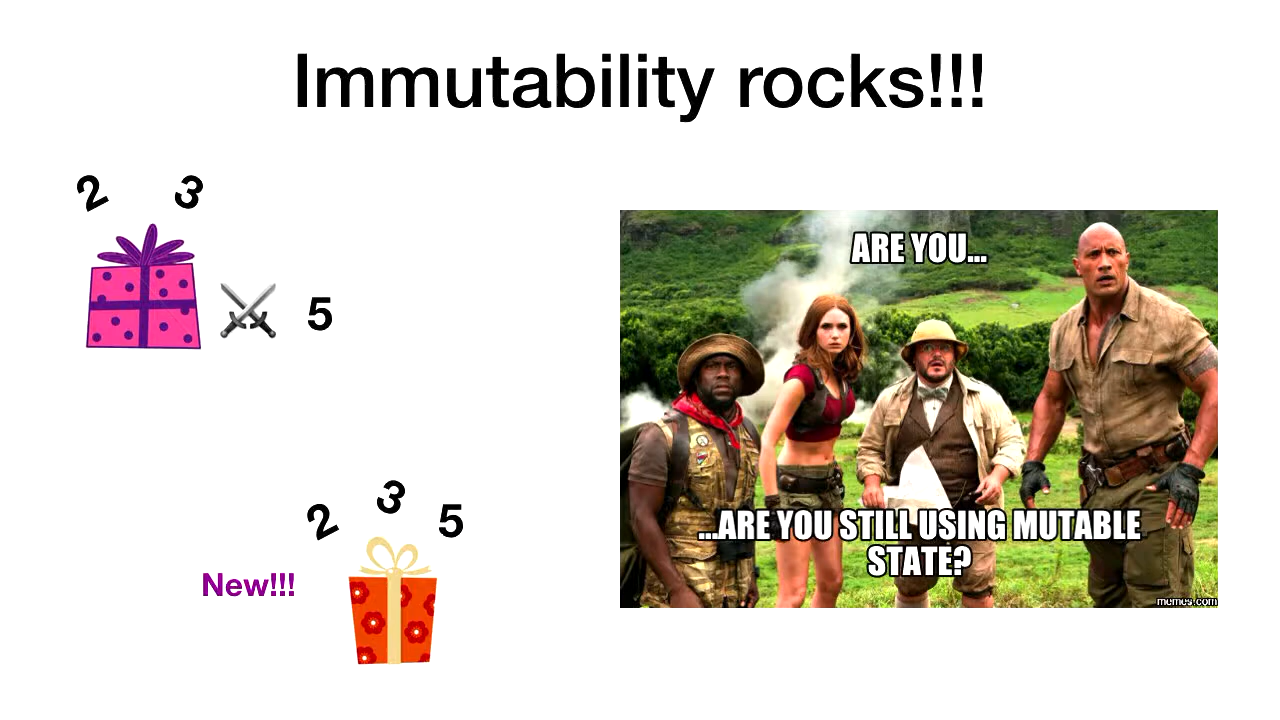 Immutability rocks!!!
2 3
5
2 3 5
New!!!
ARE YOU...
...ARE YOU STILL USING MUTABLE
STATE?
memes.com